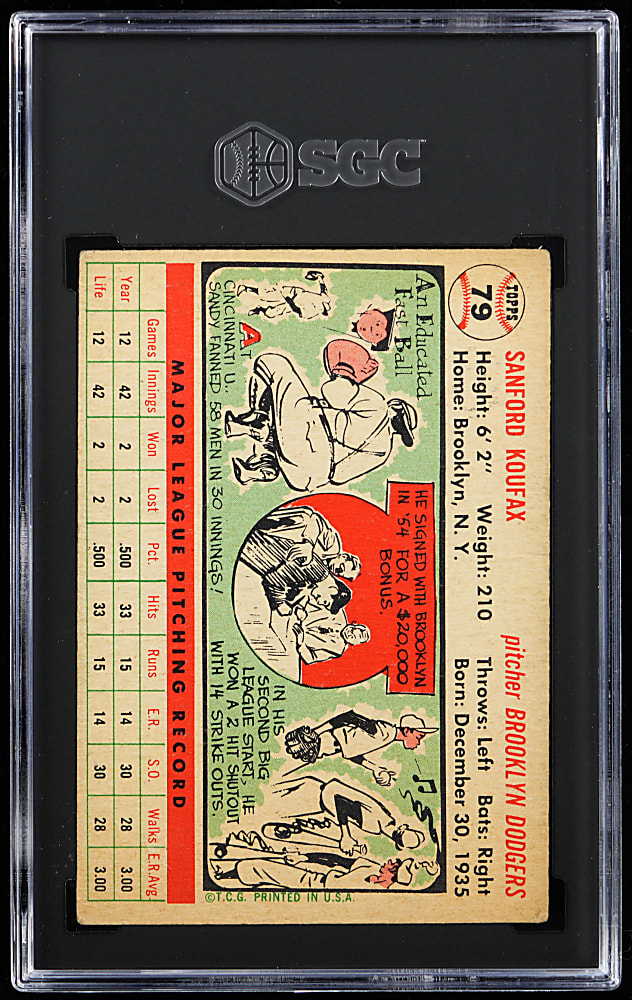 SGC
TOPPS
79
SANFORD KOUFAX pitcher BROOKLYN DODGERS
Height: 6' 2" Weight: 210 Throws: Left Bats: Right
Home: Brooklyn, N. Y. Born: December 30, 1935
An Educated
Fast Ball
AT
CINCINNATI U.,
SANDY FANNED 58 MEN IN 30 INNINGS!
HE SIGNED WITH BROOKLYN
IN '54 FOR A $20,000
BONUS.
IN HIS
SECOND BIG
LEAGUE START, HE
WON A 2 HIT SHUTOUT
WITH 14 STRIKE OUTS.
©T.C.G. PRINTED IN U.S.A.
MAJOR LEAGUE PITCHING RECORD
Games Innings Won Lost Pct. Hits Runs E.R. S.O. Walks E.R.Avg.
Year 12 42 2 2 .500 33 15 14 30 28 3.00
Life 12 42 2 2 .500 33 15 14 30 28 3.00